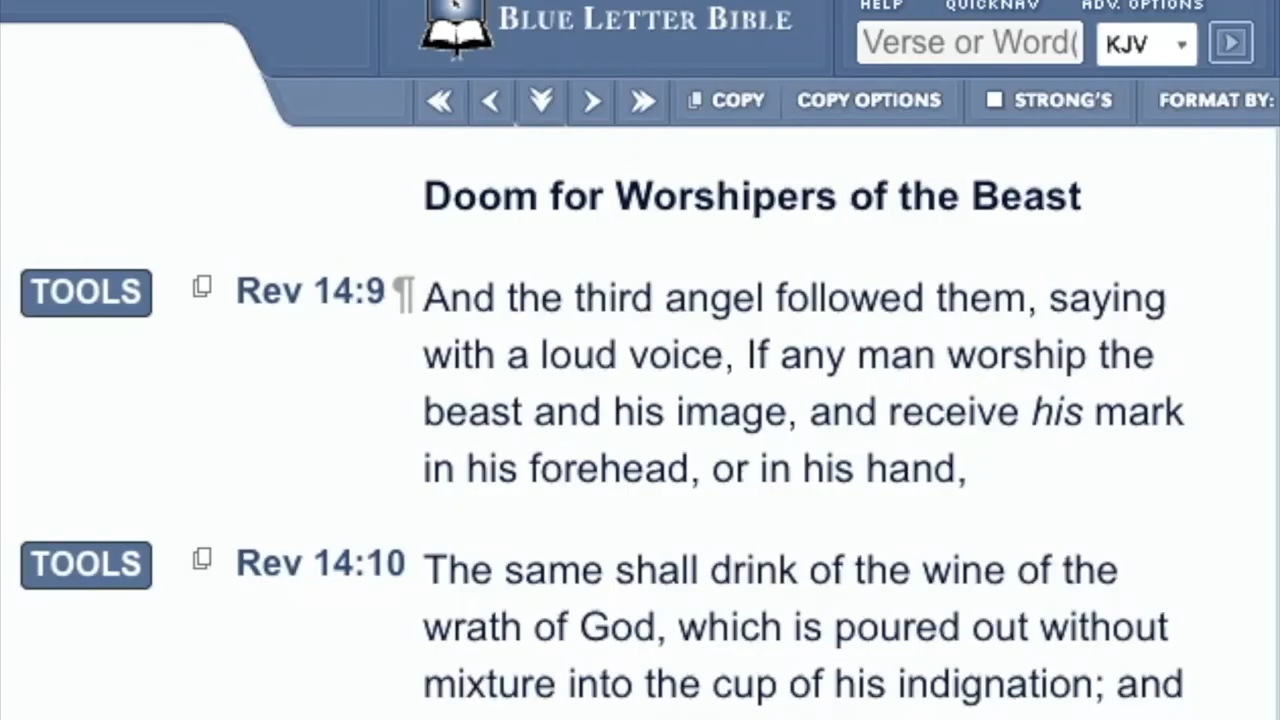 HELP QUICKNAV ADV. OPTIONS
BLUE LETTER BIBLE
Verse or Word( KJV
COPY COPY OPTIONS STRONG'S FORMAT BY:
Doom for Worshipers of the Beast
TOOLS Rev 14:9 ¶ And the third angel followed them, saying
with a loud voice, If any man worship the
beast and his image, and receive his mark
in his forehead, or in his hand,
TOOLS Rev 14:10 The same shall drink of the wine of the
wrath of God, which is poured out without
mixture into the cup of his indignation; and